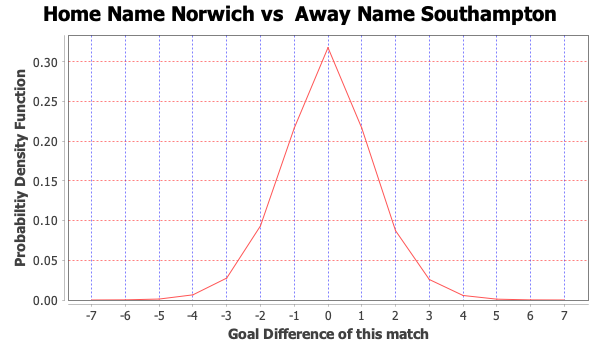 Home Name Norwich vs  Away Name Southampton
Probabiltiy Density Function
0.30
0.25
0.20
0.15
0.10
0.05
0.00
-7 -6 -5 -4 -3 -2 -1 0 1 2 3 4 5 6 7
Goal Difference of this match